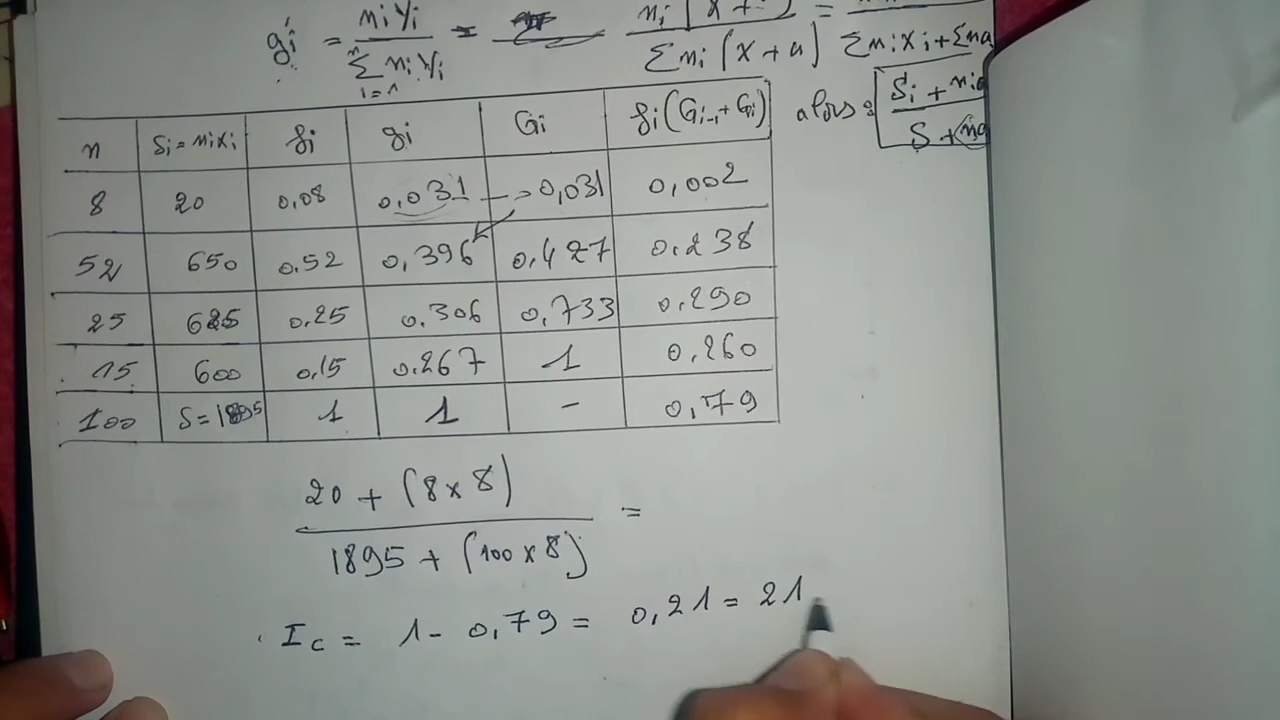 g'i = niYi / Σ niYi i=1 n = ni (X + / Σni (X + a) = / ΣniXi + Σna
n | Si = niXi | fi | gi | Gi | fi(Gi-1 + Gi)
alors : Si + nia / S + na
8 | 20 | 0,08 | 0,031 | 0,031 | 0,002
52 | 650 | 0,52 | 0,396 | 0,427 | 0,238
25 | 625 | 0,25 | 0,306 | 0,733 | 0,290
15 | 600 | 0,15 | 0,267 | 1 | 0,260
100 | S = 1895 | 1 | 1 | - | 0,79
20 + (8 x 8) / 1895 + (100 x 8) =
Ic = 1 - 0,79 = 0,21 = 21